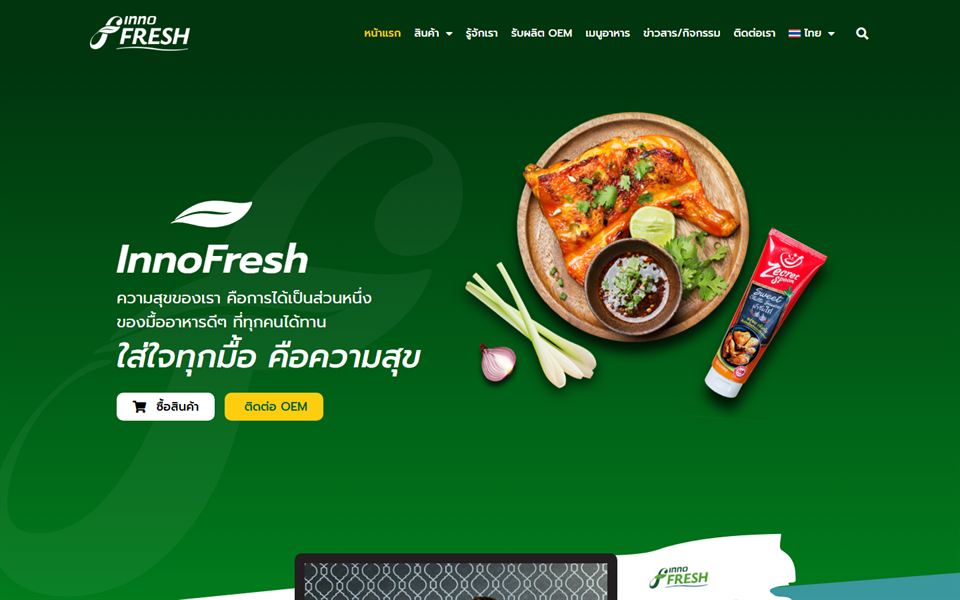 inno
FRESH
หน้าแรก สินค้า รู้จักเรา รับผลิต OEM เมนูอาหาร ข่าวสาร/กิจกรรม ติดต่อเรา ไทย
InnoFresh
ความสุขของเรา คือการได้เป็นส่วนหนึ่ง
ของมื้ออาหารดีๆ ที่ทุกคนได้ทาน
ใส่ใจทุกมื้อ คือความสุข
ซื้อสินค้า ติดต่อ OEM
Zecret
Sweet
inno
FRESH